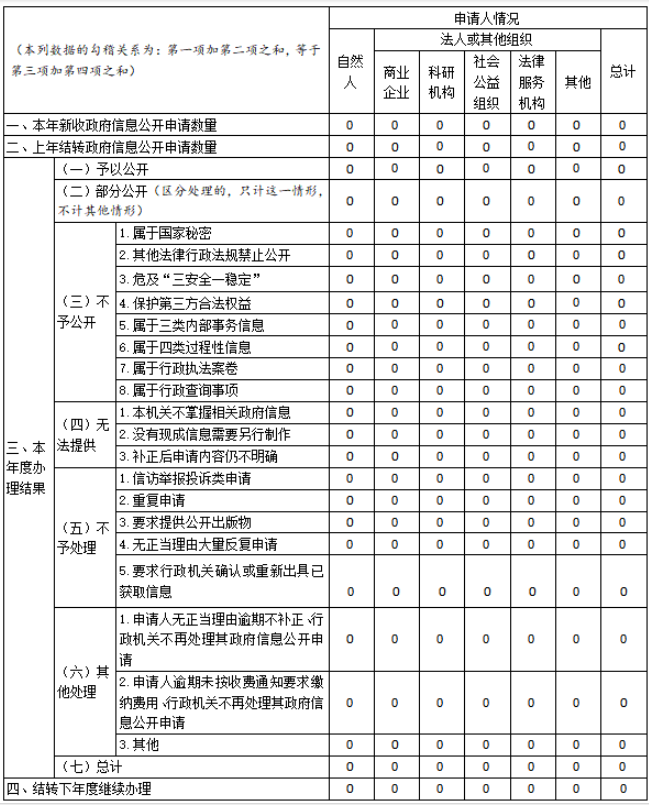 申请人情况
（本列数据的勾稽关系为：第一项加第二项之和，等于
第三项加第四项之和）
自然
人
法人或其他组织
总计
商业
企业
科研
机构
社会
公益
组织
法律
服务
机构
其他
一、本年新收政府信息公开申请数量 0 0 0 0 0 0 0
二、上年结转政府信息公开申请数量 0 0 0 0 0 0 0
三、本
年度办
理结果
（一）予以公开 0 0 0 0 0 0 0
（二）部分公开（区分处理的，只计这一情形，
不计其他情形） 0 0 0 0 0 0 0
（三）不
予公开
1.属于国家秘密 0 0 0 0 0 0 0
2.其他法律行政法规禁止公开 0 0 0 0 0 0 0
3.危及“三安全一稳定” 0 0 0 0 0 0 0
4.保护第三方合法权益 0 0 0 0 0 0 0
5.属于三类内部事务信息 0 0 0 0 0 0 0
6.属于四类过程性信息 0 0 0 0 0 0 0
7.属于行政执法案卷 0 0 0 0 0 0 0
8.属于行政查询事项 0 0 0 0 0 0 0
（四）无
法提供
1.本机关不掌握相关政府信息 0 0 0 0 0 0 0
2.没有现成信息需要另行制作 0 0 0 0 0 0 0
3.补正后申请内容仍不明确 0 0 0 0 0 0 0
（五）不
予处理
1.信访举报投诉类申请 0 0 0 0 0 0 0
2.重复申请 0 0 0 0 0 0 0
3.要求提供公开出版物 0 0 0 0 0 0 0
4.无正当理由大量反复申请 0 0 0 0 0 0 0
5.要求行政机关确认或重新出具已
获取信息 0 0 0 0 0 0 0
（六）其
他处理
1.申请人无正当理由逾期不补正、行
政机关不再处理其政府信息公开申
请 0 0 0 0 0 0 0
2.申请人逾期未按收费通知要求缴
纳费用、行政机关不再处理其政府信
息公开申请 0 0 0 0 0 0 0
3.其他 0 0 0 0 0 0 0
（七）总计 0 0 0 0 0 0 0
四、结转下年度继续办理 0 0 0 0 0 0 0